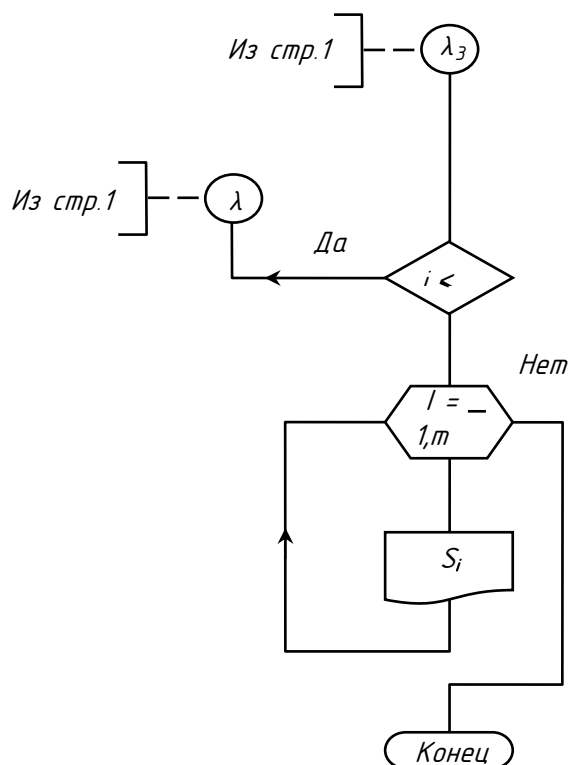 Из стр.1
λ3
Из стр.1
λ
Да
i <
Нет
I = _
1,m
Si
Конец